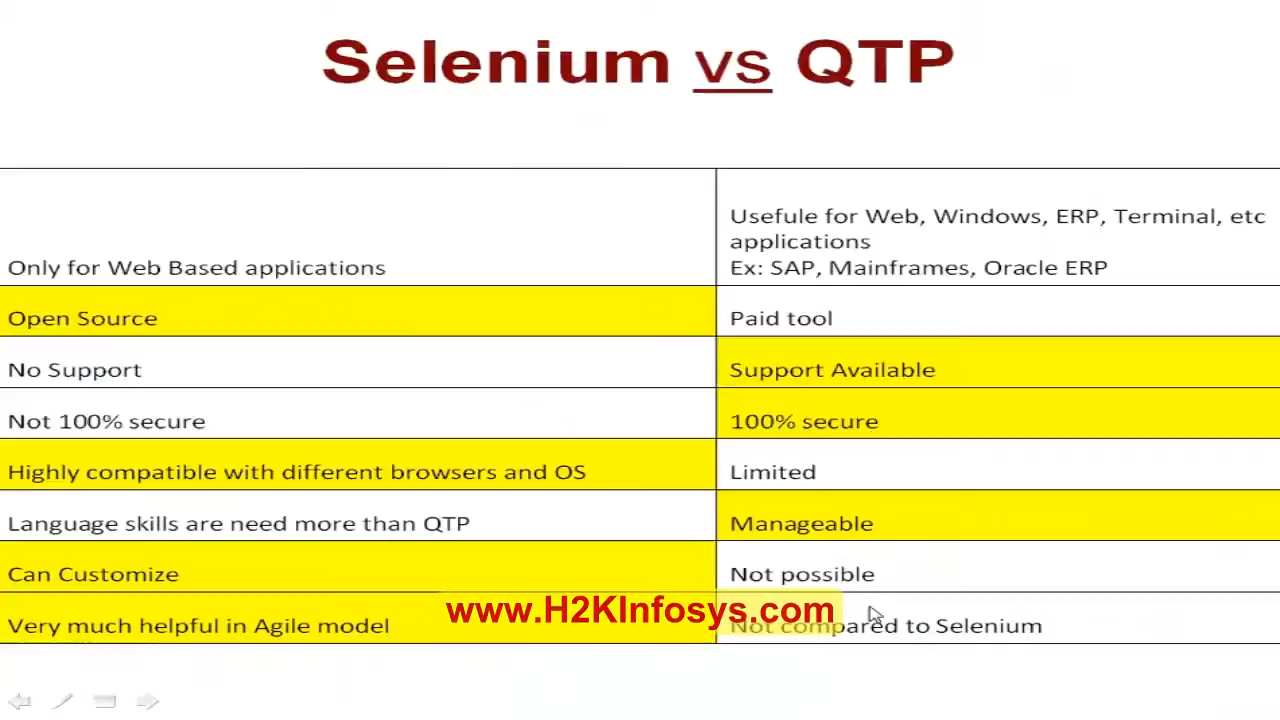 Selenium vs QTP
Only for Web Based applications
Usefule for Web, Windows, ERP, Terminal, etc
applications
Ex: SAP, Mainframes, Oracle ERP
Open Source
Paid tool
No Support
Support Available
Not 100% secure
100% secure
Highly compatible with different browsers and OS
Limited
Language skills are need more than QTP
Manageable
Can Customize
Not possible
www.H2KInfosys.com
Very much helpful in Agile model
Not compared to Selenium